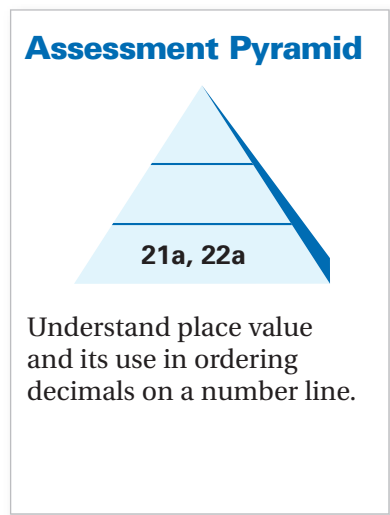 Assessment Pyramid
21a, 22a
Understand place value
and its use in ordering
decimals on a number line.